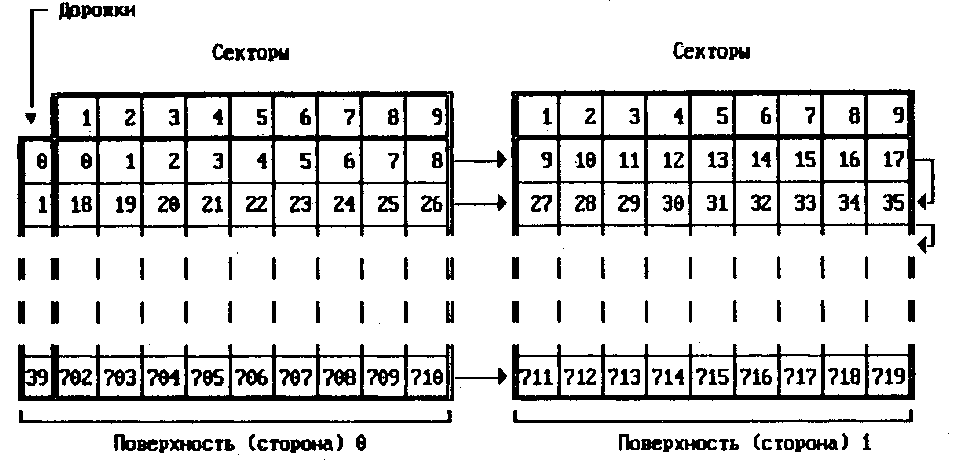 Дорожки
Секторы Секторы
1 2 3 4 5 6 7 8 9 1 2 3 4 5 6 7 8 9
0 0 1 2 3 4 5 6 7 8 9 10 11 12 13 14 15 16 17
1 18 19 20 21 22 23 24 25 26 27 28 29 30 31 32 33 34 35
39 702 703 704 705 706 707 708 709 710 711 712 713 714 715 716 717 718 719
Поверхность (сторона) 0 Поверхность (сторона) 1